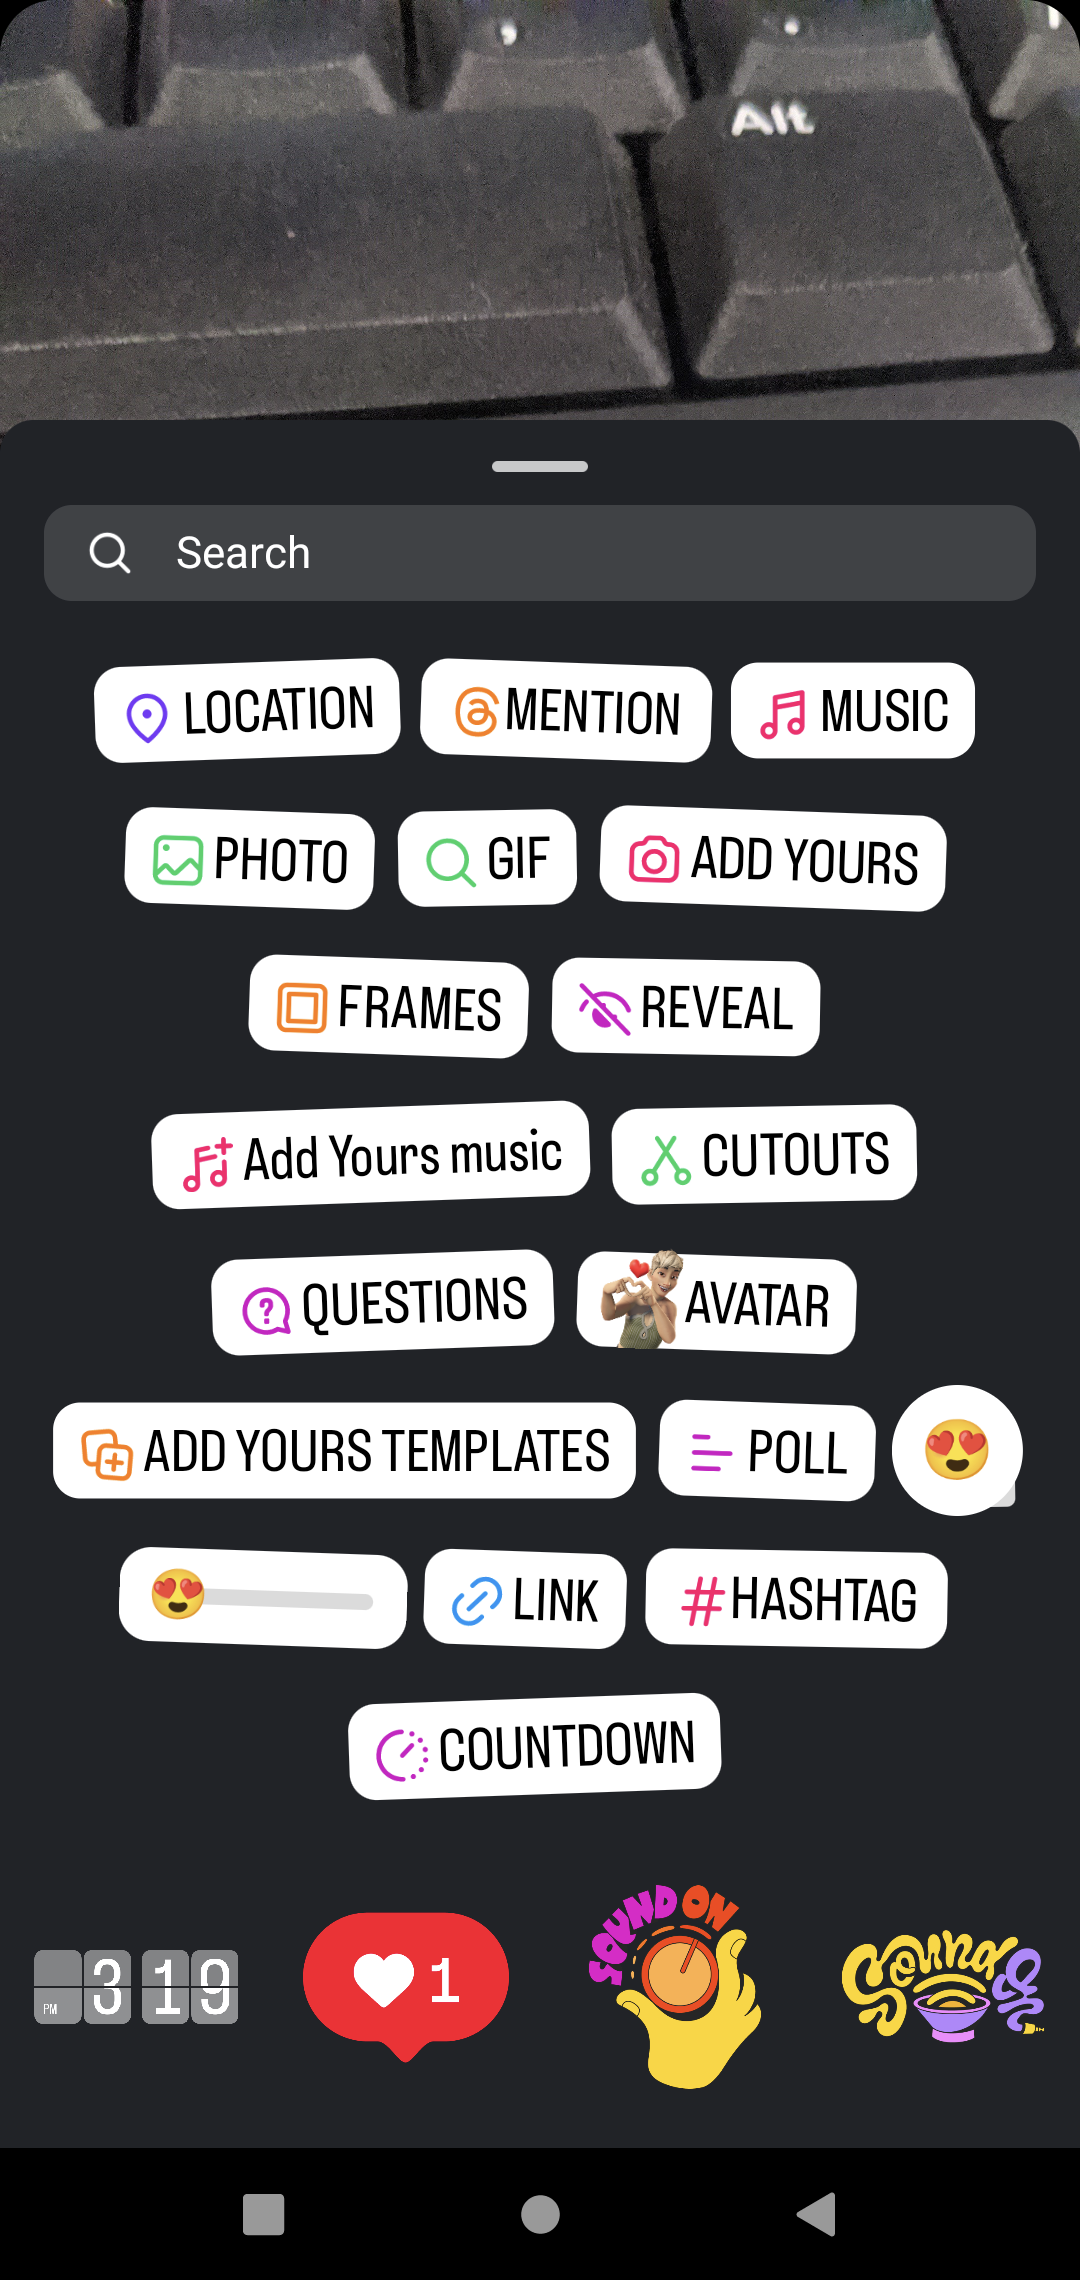 Alt
Search
LOCATION
MENTION
MUSIC
PHOTO
GIF
ADD YOURS
FRAMES
REVEAL
Add Yours music
CUTOUTS
QUESTIONS
AVATAR
ADD YOURS TEMPLATES
POLL
LINK
#HASHTAG
COUNTDOWN
PM 3 19
1
SOUND ON
Sound On